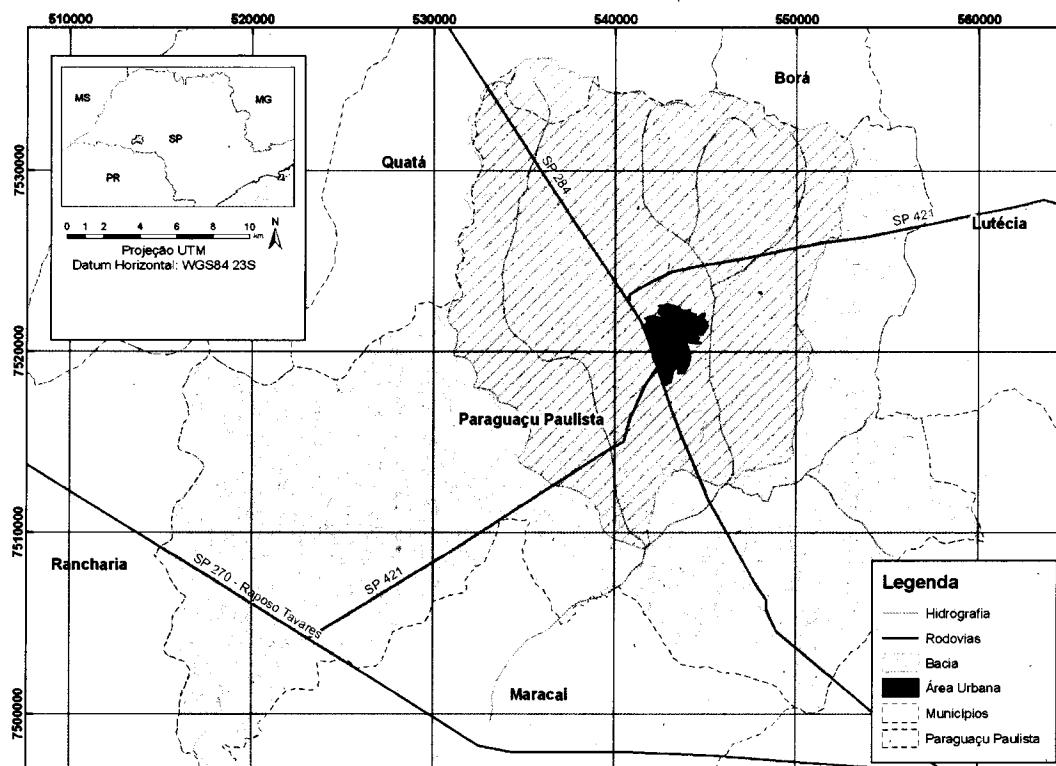 510000 520000 530000 540000 550000 560000
MS
MG
SP
PR
0 1 2 4 6 8 10
km
N
Projeção UTM
Datum Horizontal: WGS84 23S
7530000
7520000
7510000
7500000
Borá
Quatá
SP 284
SP 421
Lutécia
Paraguaçu Paulista
Rancharia
SP 270 - Raposo Tavares
SP 421
Maracaí
Legenda
Hidrografia
Rodovias
Bacia
Área Urbana
Municípios
Paraguaçu Paulista